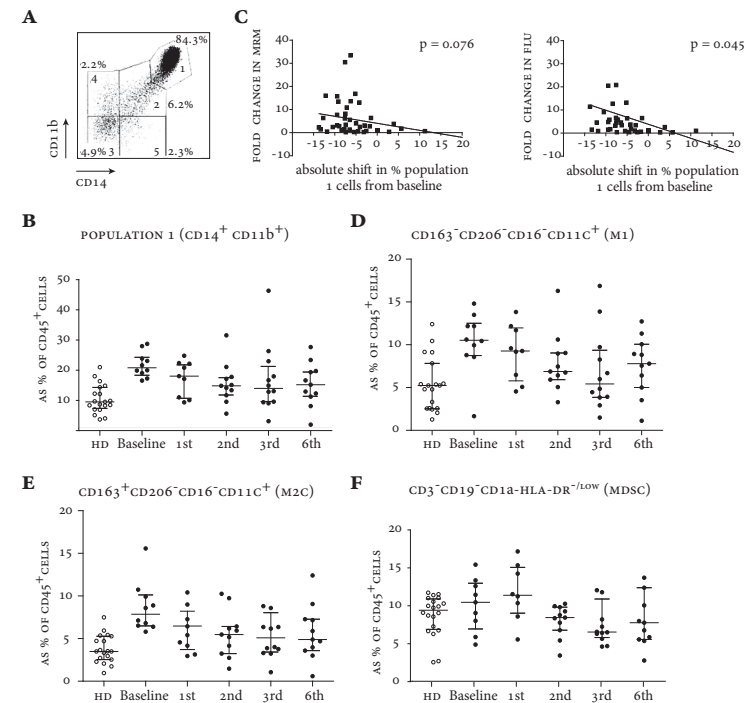 A
84.3%
2.2%
4
1
2
6.2%
4.9%
3
5
2.3%
CD11b
CD14
C
FOLD CHANGE IN MRM
p = 0.076
40
30
20
10
0
-10
-15 -10 -5 0 5 10 15 20
absolute shift in % population
1 cells from baseline
FOLD CHANGE IN FLU
p = 0.045
40
30
20
10
0
-10
-15 -10 -5 0 5 10 15 20
absolute shift in % population
1 cells from baseline
B
POPULATION 1 (CD14+ CD11b+)
AS % OF CD45+CELLS
50
40
30
20
10
HD Baseline 1st 2nd 3rd 6th
D
CD163-CD206-CD16-CD11C+ (M1)
AS % OF CD45+CELLS
20
15
10
5
0
HD Baseline 1st 2nd 3rd 6th
E
CD163+CD206-CD16-CD11C+ (M2C)
AS % OF CD45+CELLS
20
15
10
5
0
HD Baseline 1st 2nd 3rd 6th
F
CD3-CD19-CD1a-HLA-DR-/LOW (MDSC)
AS % OF CD45+CELLS
20
15
10
5
0
HD Baseline 1st 2nd 3rd 6th